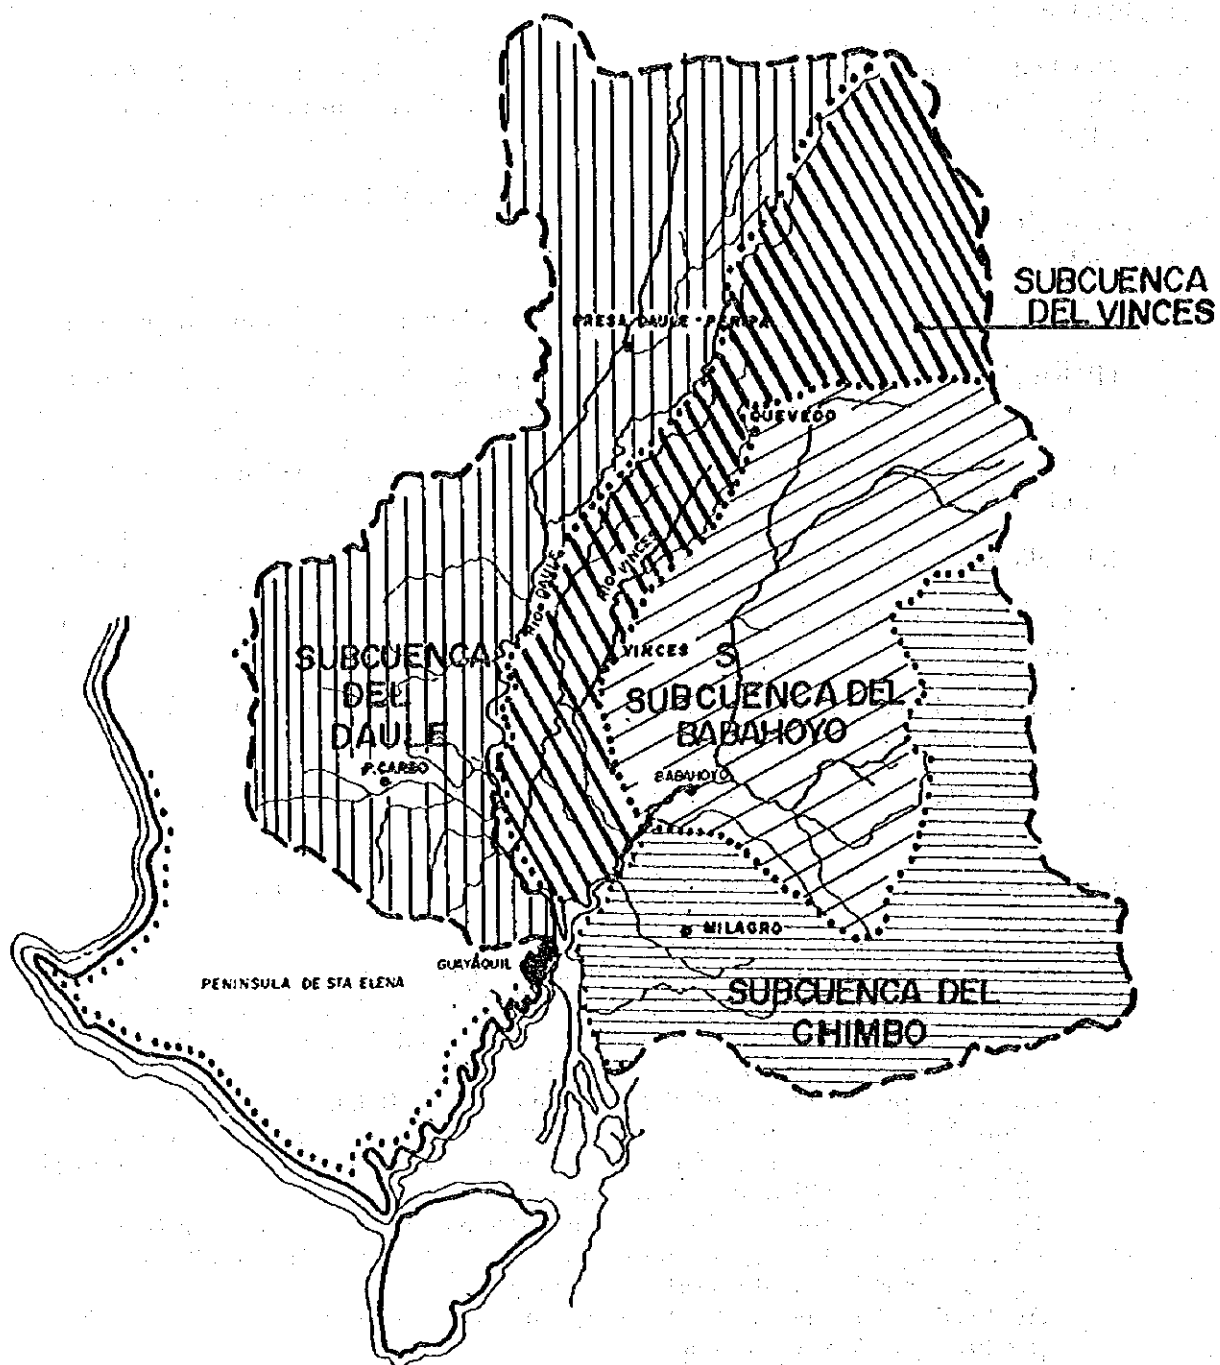 SUBCUENCA
DEL VINCES
PRESA DAULE - PERIPA
QUEVEDO
RIO DAULE
RIO VINCES
VINCES
S
SUBCUENCA
DEL
DAULE
SUBCUENCA DEL
BABAHOYO
P. CARBO
BABAHOYO
MILAGRO
GUAYAQUIL
PENINSULA DE STA ELENA
SUBCUENCA DEL
CHIMBO